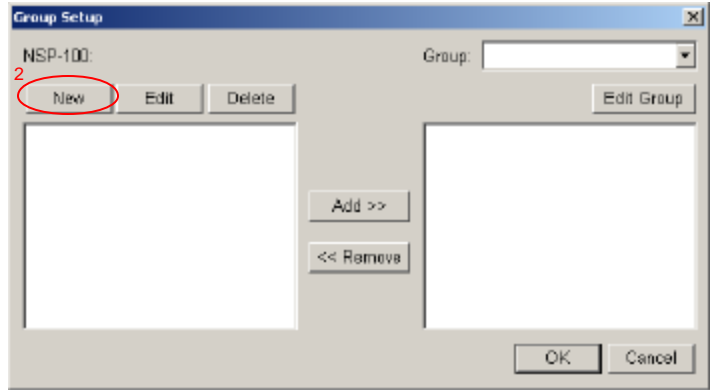 Group Setup
NSP-100:
Group:
2
New
Edit
Delete
Edit Group
Add >>
<< Remove
OK
Cancel